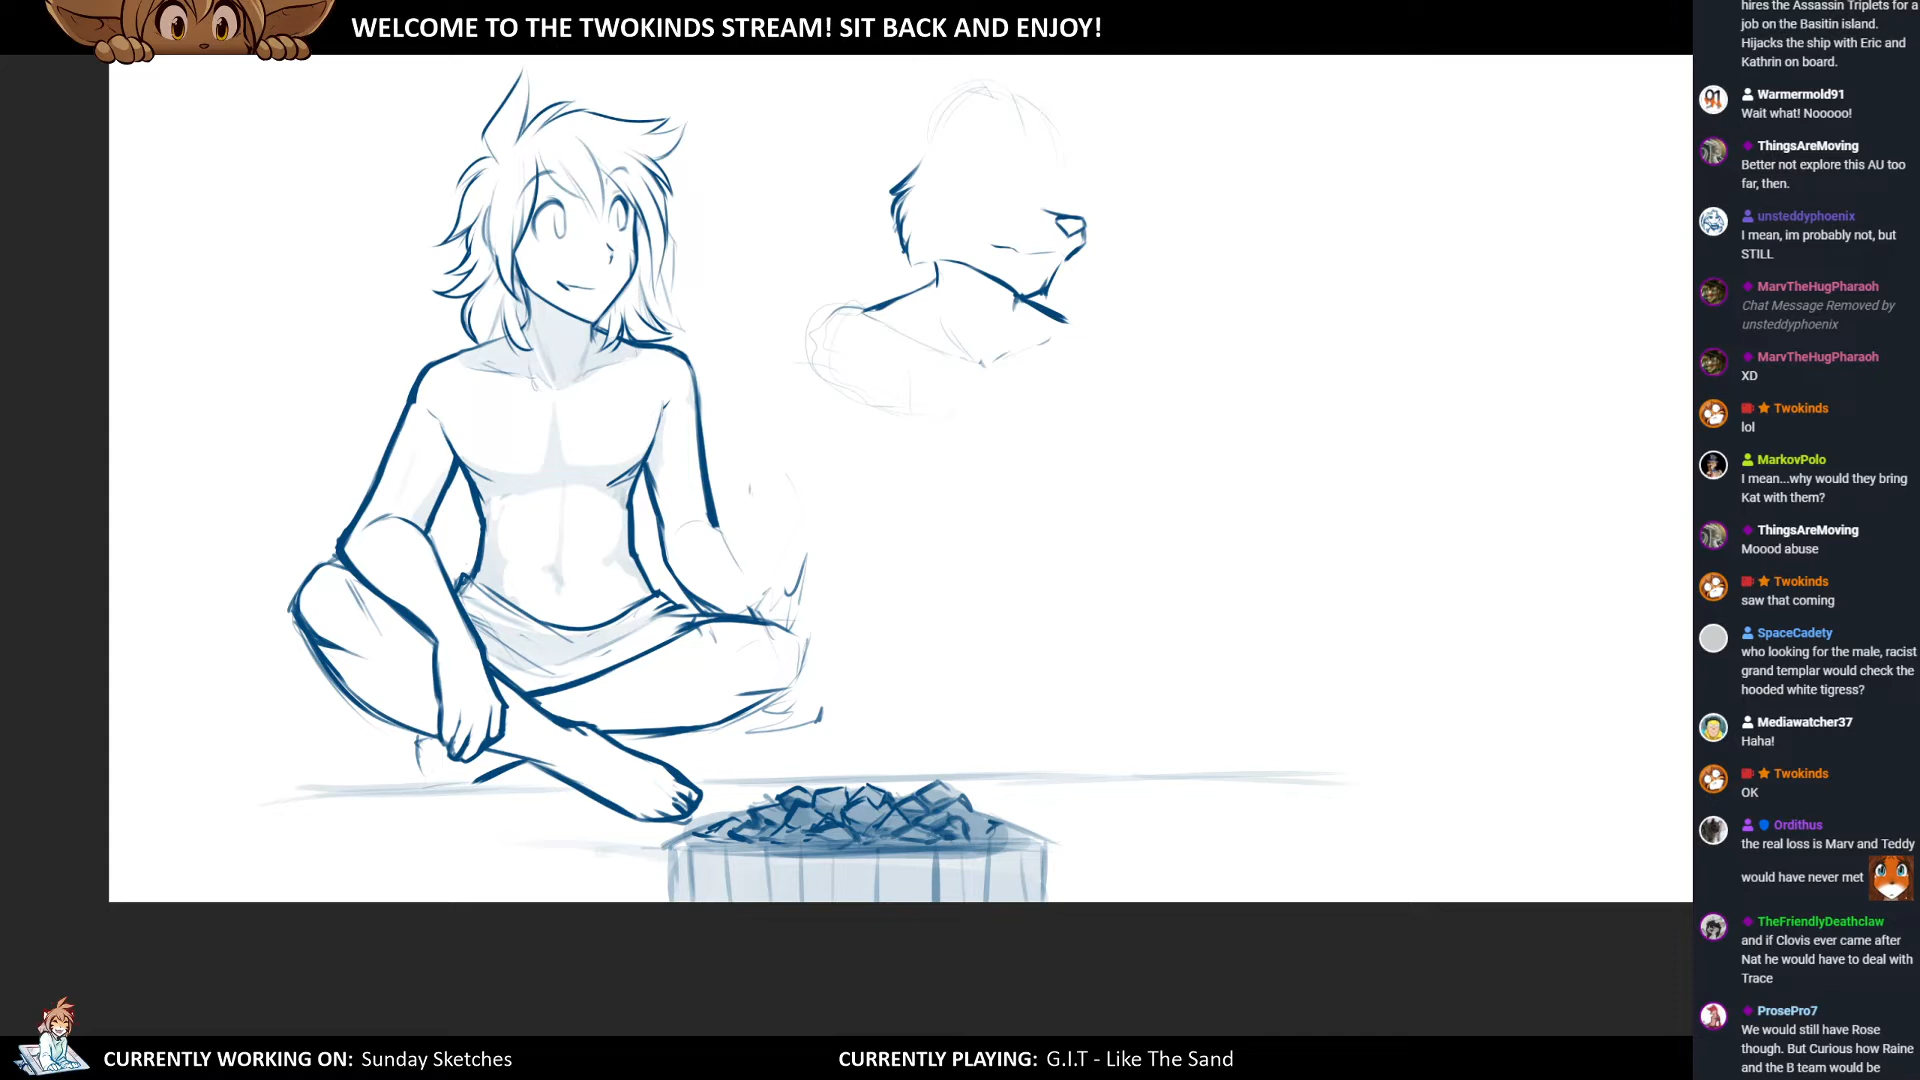 WELCOME TO THE TWOKINDS STREAM! SIT BACK AND ENJOY!
hires the Assassin Triplets for a
job on the Basitin island.
Hijacks the ship with Eric and
Kathrin on board.
91
Warmermold91
Wait what! Nooooo!
ThingsAreMoving
Better not explore this AU too
far, then.
unsteddyphoenix
I mean, im probably not, but
STILL
MarvTheHugPharaoh
Chat Message Removed by
unsteddyphoenix
MarvTheHugPharaoh
XD
Twokinds
lol
MarkovPolo
I mean...why would they bring
Kat with them?
ThingsAreMoving
Moood abuse
Twokinds
saw that coming
SpaceCadety
who looking for the male, racist
grand templar would check the
hooded white tigress?
Mediawatcher37
Haha!
Twokinds
OK
Ordithus
the real loss is Marv and Teddy
would have never met
TheFriendlyDeathclaw
and if Clovis ever came after
Nat he would have to deal with
Trace
ProsePro7
We would still have Rose
though. But Curious how Raine
and the B team would be
CURRENTLY WORKING ON: Sunday Sketches
CURRENTLY PLAYING: G.I.T - Like The Sand